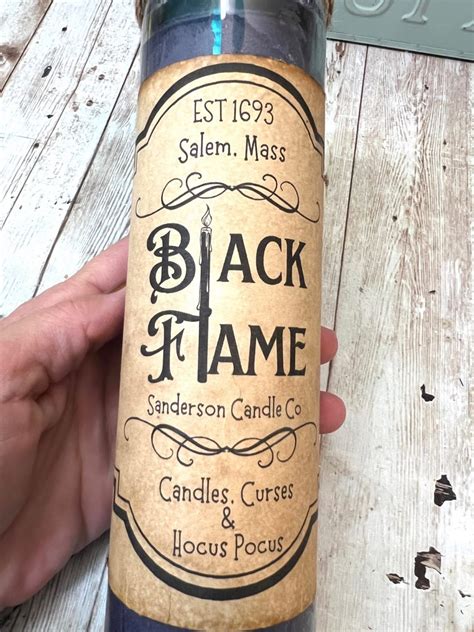 EST 1693
Salem, Mass
Black
Flame
Sanderson Candle Co
Candles, Curses
&
Hocus Pocus